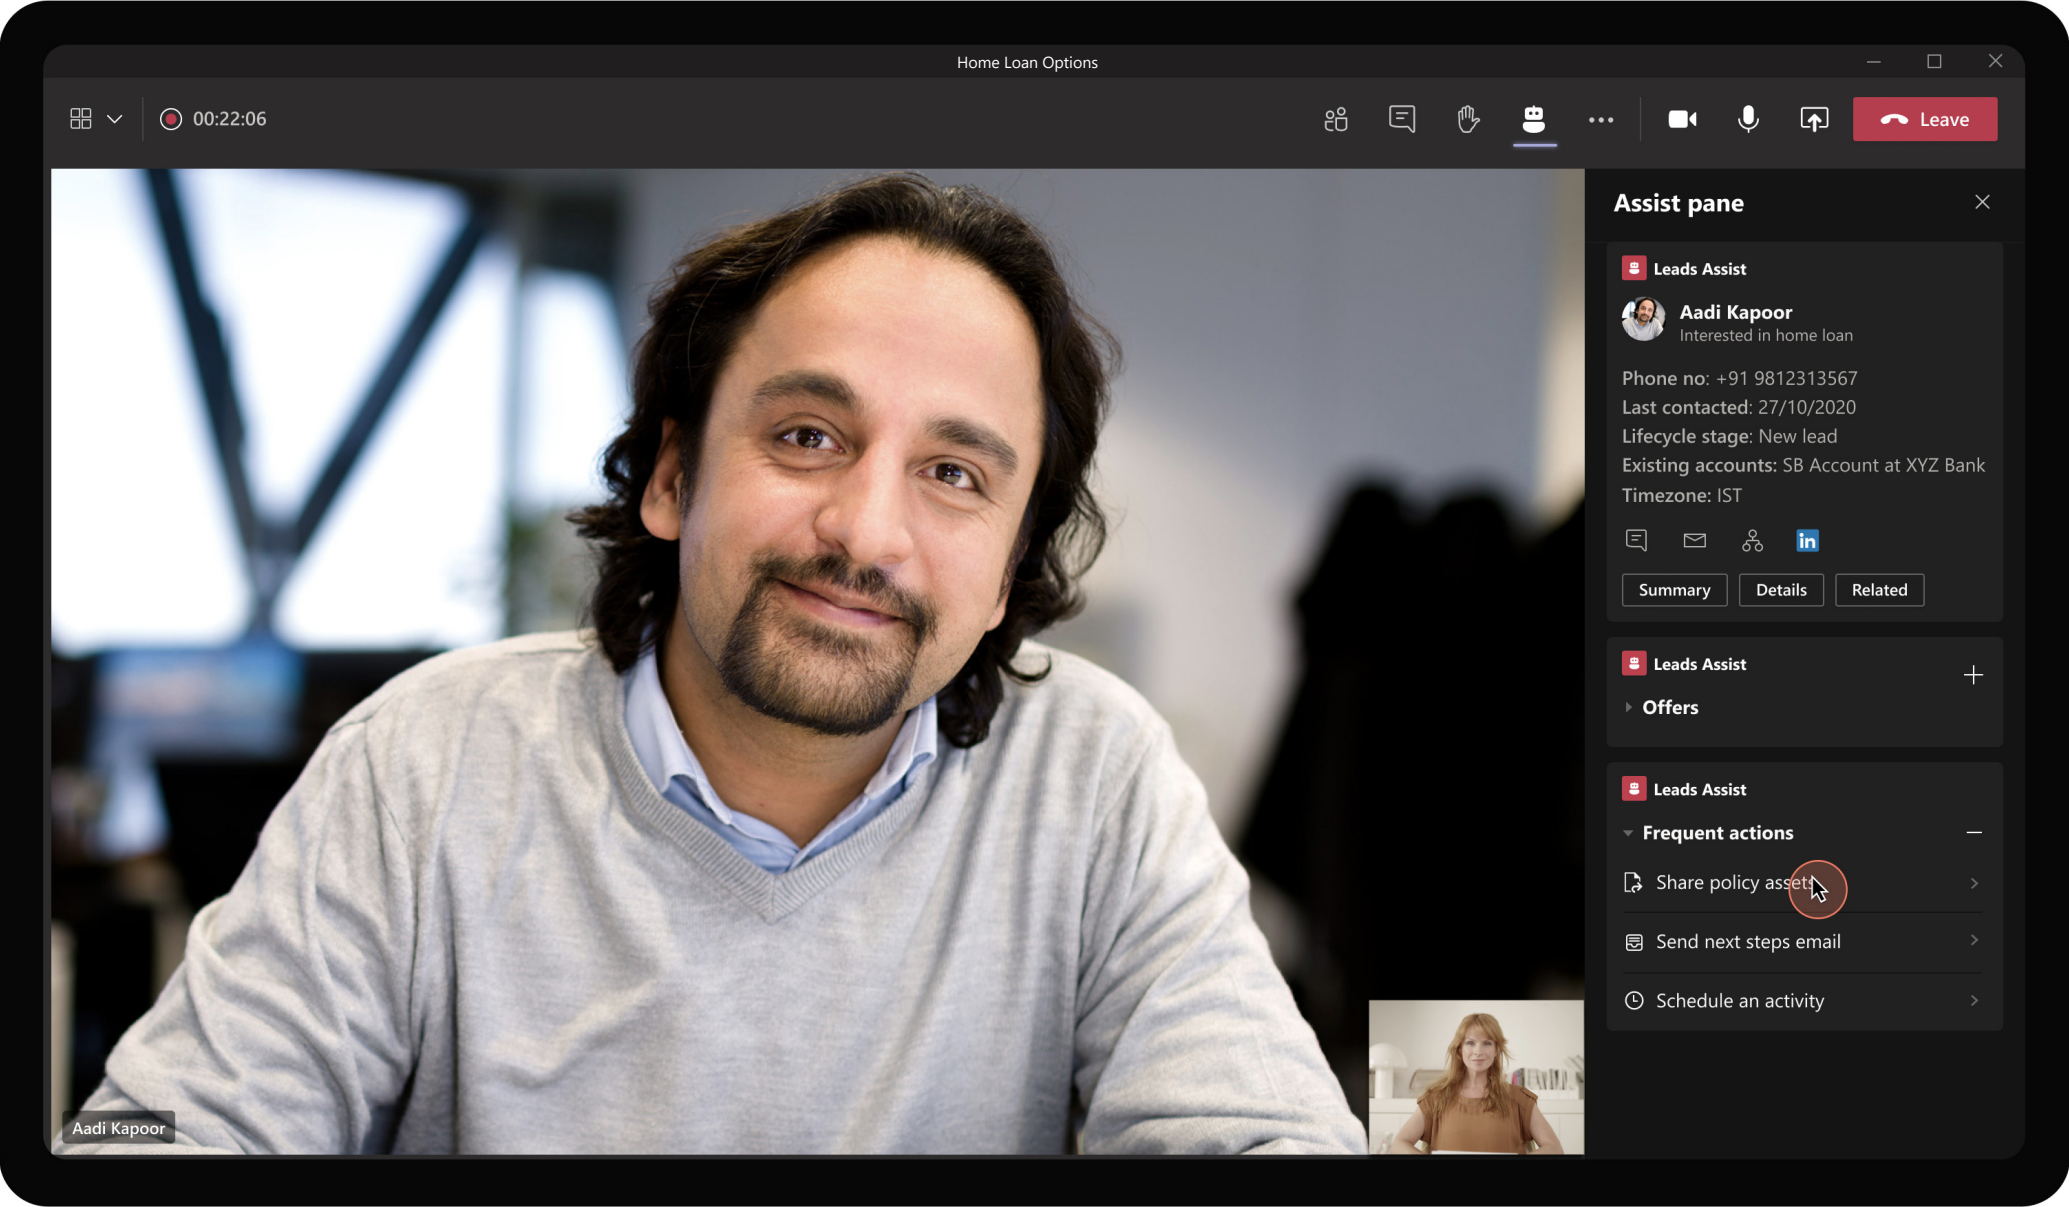 Home Loan Options
00:22:06
Leave
Assist pane
Leads Assist
Aadi Kapoor
Interested in home loan
Phone no: +91 9812313567
Last contacted: 27/10/2020
Lifecycle stage: New lead
Existing accounts: SB Account at XYZ Bank
Timezone: IST
in
Summary
Details
Related
Leads Assist
Offers
Leads Assist
Frequent actions
Share policy assets
Send next steps email
Schedule an activity
Aadi Kapoor